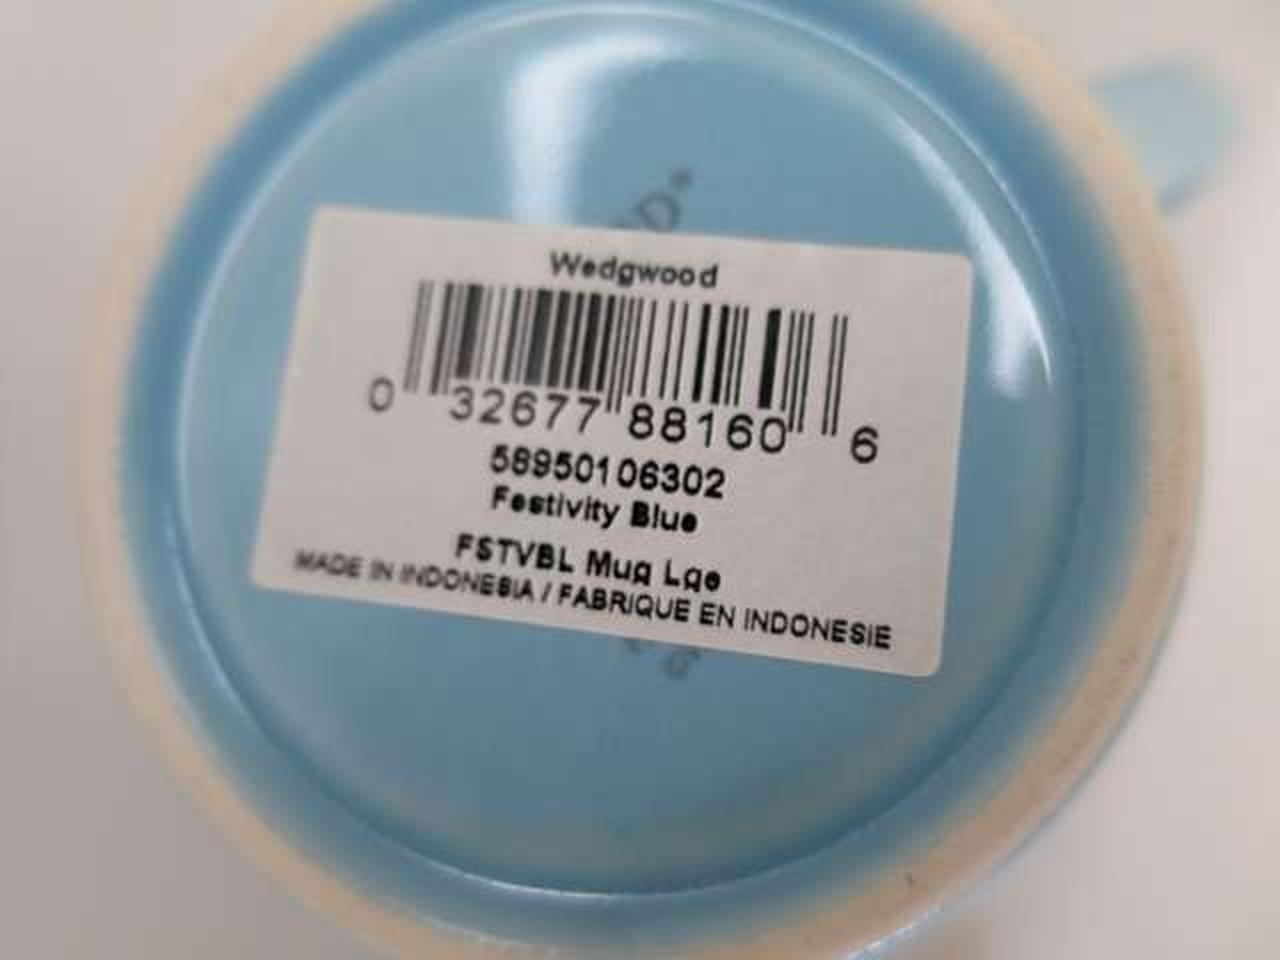 Wedgwood
0 32677 88160 6
58950106302
Festivity Blue
FSTVBL Mug Lge
MADE IN INDONESIA / FABRIQUE EN INDONESIE